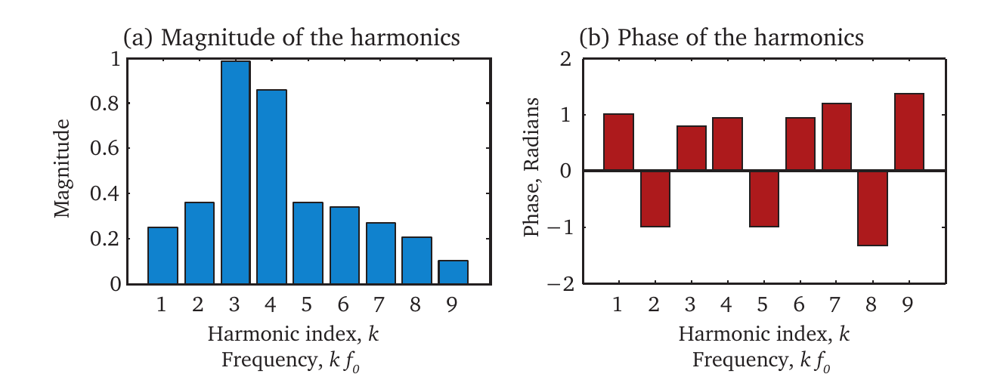 (a) Magnitude of the harmonics
1
0.8
0.6
0.4
0.2
0
Magnitude
1 2 3 4 5 6 7 8 9
Harmonic index, k
Frequency, k f₀
(b) Phase of the harmonics
2
1
0
−1
−2
Phase, Radians
1 2 3 4 5 6 7 8 9
Harmonic index, k
Frequency, k f₀